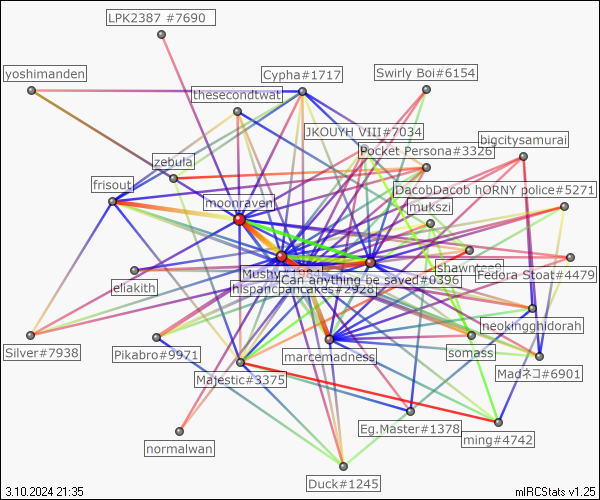 LPK2387 #7690
yoshimanden
Cypha#1717
Swirly Boi#6154
thesecondtwat
JKOUYH VIII#7034
bigcitysamurai
Pocket Persona#3326
zebula
frisout
DacobDacob hORNY police#5271
moonraven
mukszi
shawntea9
Mushy#1984
Fedora Stoat#4479
Can anything be saved#0396
eliakith
hispanicpancakes#2928
neokingghidorah
Silver#7938
Pikabro#9971
marcemadness
somass
Majestic#3375
Madネコ#6901
Eg.Master#1378
normalwan
ming#4742
Duck#1245
3.10.2024 21:35
mIRCStats v1.25